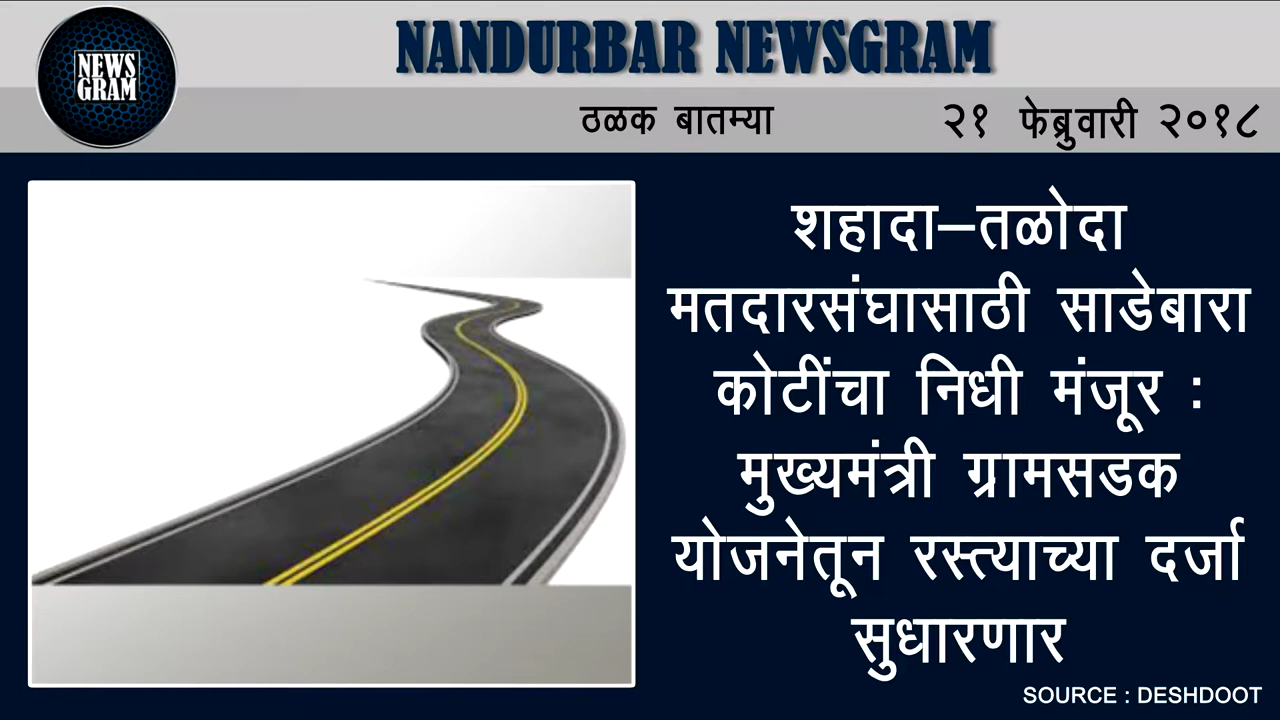 NEWS
GRAM
NANDURBAR NEWSGRAM
ठळक बातम्या
२१ फेब्रुवारी २०१८
शहादा–तळोदा
मतदारसंघासाठी साडेबारा
कोटींचा निधी मंजूर :
मुख्यमंत्री ग्रामसडक
योजनेतून रस्त्याच्या दर्जा
सुधारणार
SOURCE : DESHDOOT